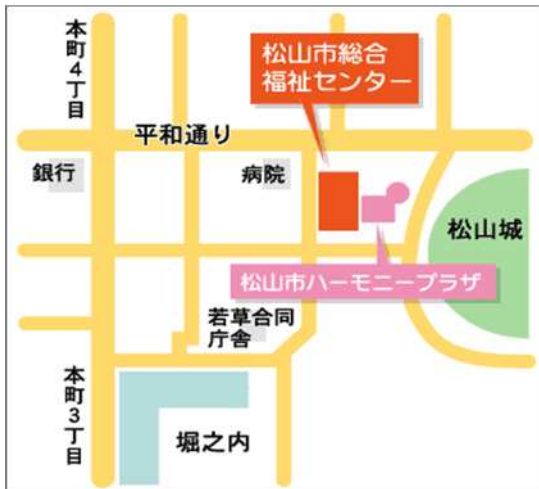 本町4丁目
松山市総合
福祉センター
平和通り
銀行
病院
松山城
松山市ハーモニープラザ
若草合同
庁舎
本町3丁目
堀之内